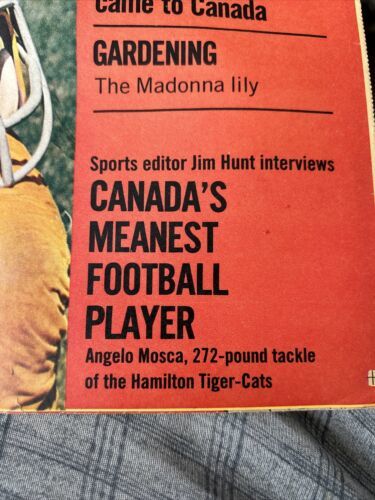 came to Canada
GARDENING
The Madonna lily
Sports editor Jim Hunt interviews
CANADA'S
MEANEST
FOOTBALL
PLAYER
Angelo Mosca, 272-pound tackle
of the Hamilton Tiger-Cats